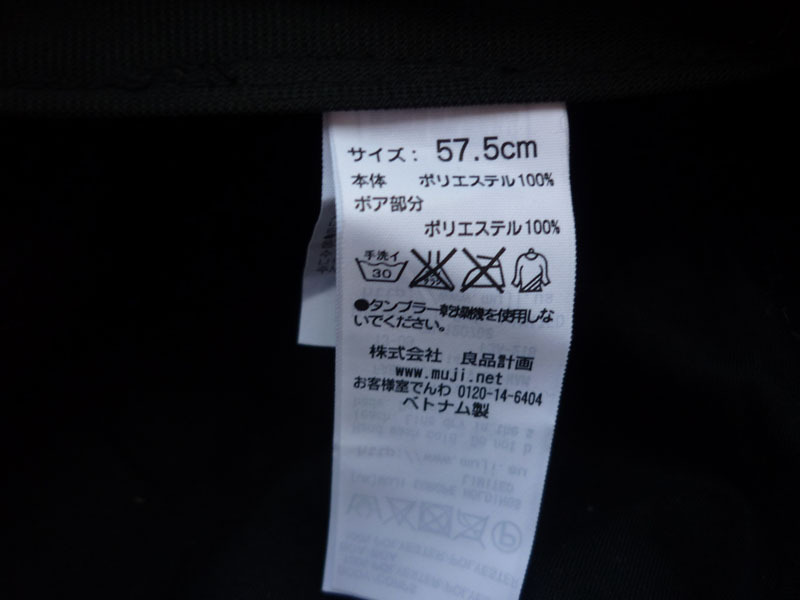 サイズ: 57.5cm
本体 ポリエステル100%
ボア部分
ポリエステル100%
手洗イ
30
●タンブラー乾燥機を使用しな
いでください。
株式会社 良品計画
www.muji.net
お客様室でんわ 0120-14-6404
ベトナム製